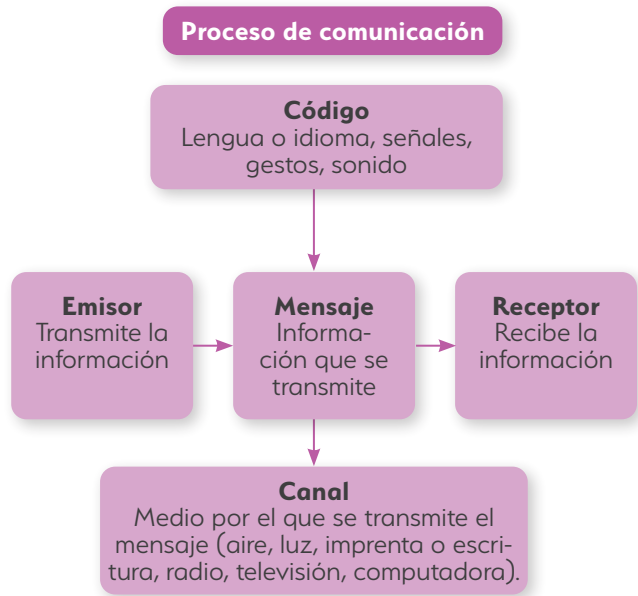 Proceso de comunicación
Código
Lengua o idioma, señales,
gestos, sonido
Emisor
Transmite la
información
Mensaje
Informa-
ción que se
transmite
Receptor
Recibe la
información
Canal
Medio por el que se transmite el
mensaje (aire, luz, imprenta o escri-
tura, radio, televisión, computadora).